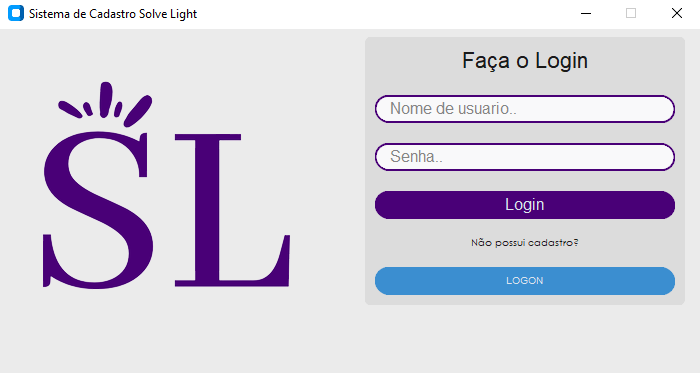 Sistema de Cadastro Solve Light
SL
Faça o Login
Nome de usuario..
Senha..
Login
Não possui cadastro?
LOGON